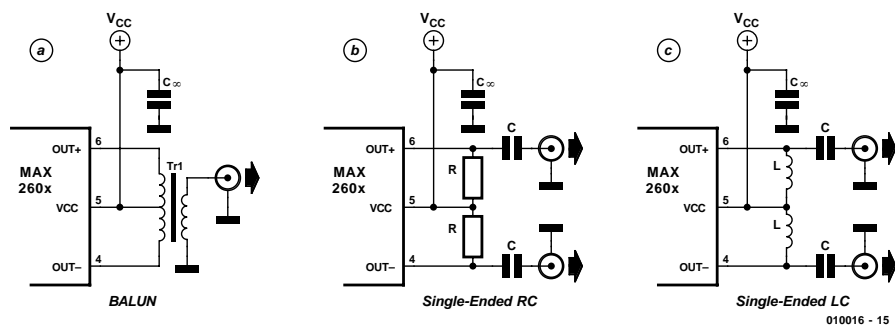 a
VCC
C∞
OUT+
6
MAX
260x
Tr1
VCC
5
OUT–
4
BALUN
b
VCC
C∞
OUT+
6
C
MAX
260x
R
VCC
5
R
C
OUT–
4
Single-Ended RC
c
VCC
C∞
OUT+
6
C
MAX
260x
L
VCC
5
L
C
OUT–
4
Single-Ended LC
010016 - 15